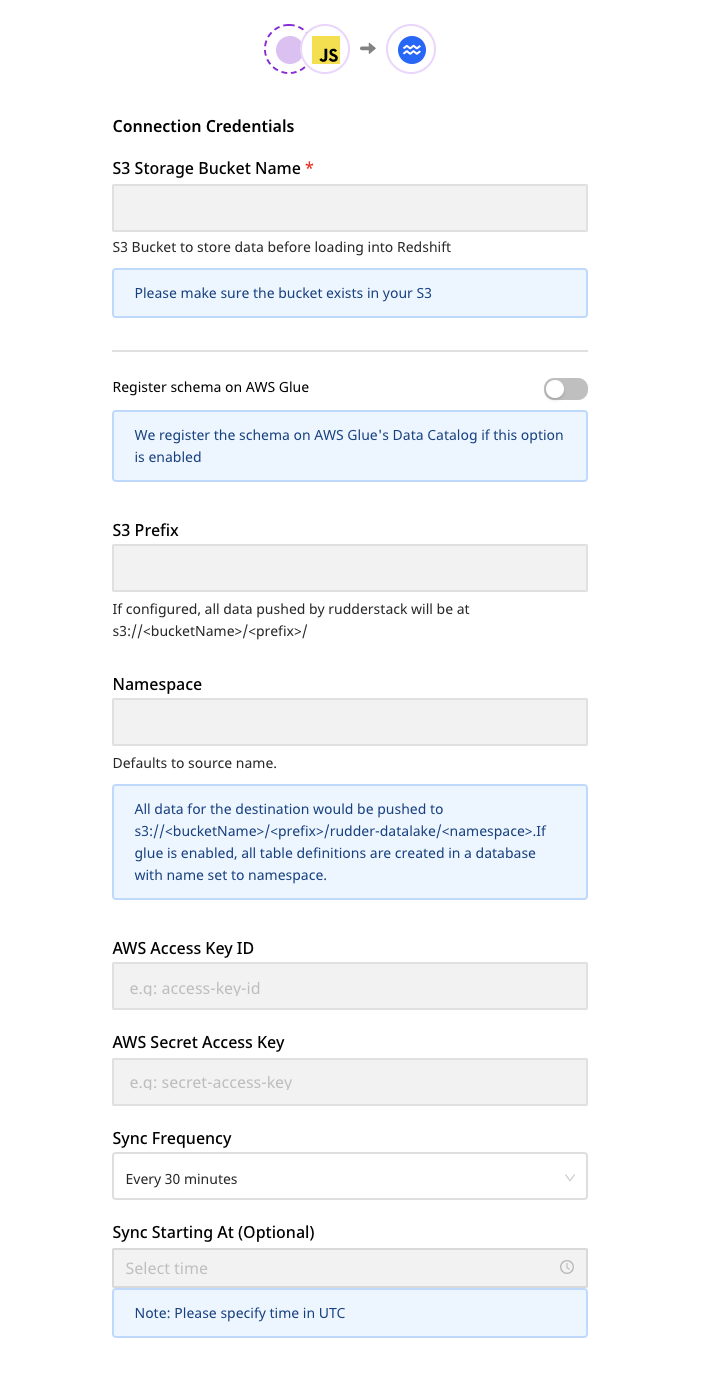 JS
Connection Credentials
S3 Storage Bucket Name *
S3 Bucket to store data before loading into Redshift
Please make sure the bucket exists in your S3
Register schema on AWS Glue
We register the schema on AWS Glue's Data Catalog if this option
is enabled
S3 Prefix
If configured, all data pushed by rudderstack will be at
s3://<bucketName>/<prefix>/
Namespace
Defaults to source name.
All data for the destination would be pushed to
s3://<bucketName>/<prefix>/rudder-datalake/<namespace>.If
glue is enabled, all table definitions are created in a database
with name set to namespace.
AWS Access Key ID
e.g: access-key-id
AWS Secret Access Key
e.g: secret-access-key
Sync Frequency
Every 30 minutes
Sync Starting At (Optional)
Select time
Note: Please specify time in UTC